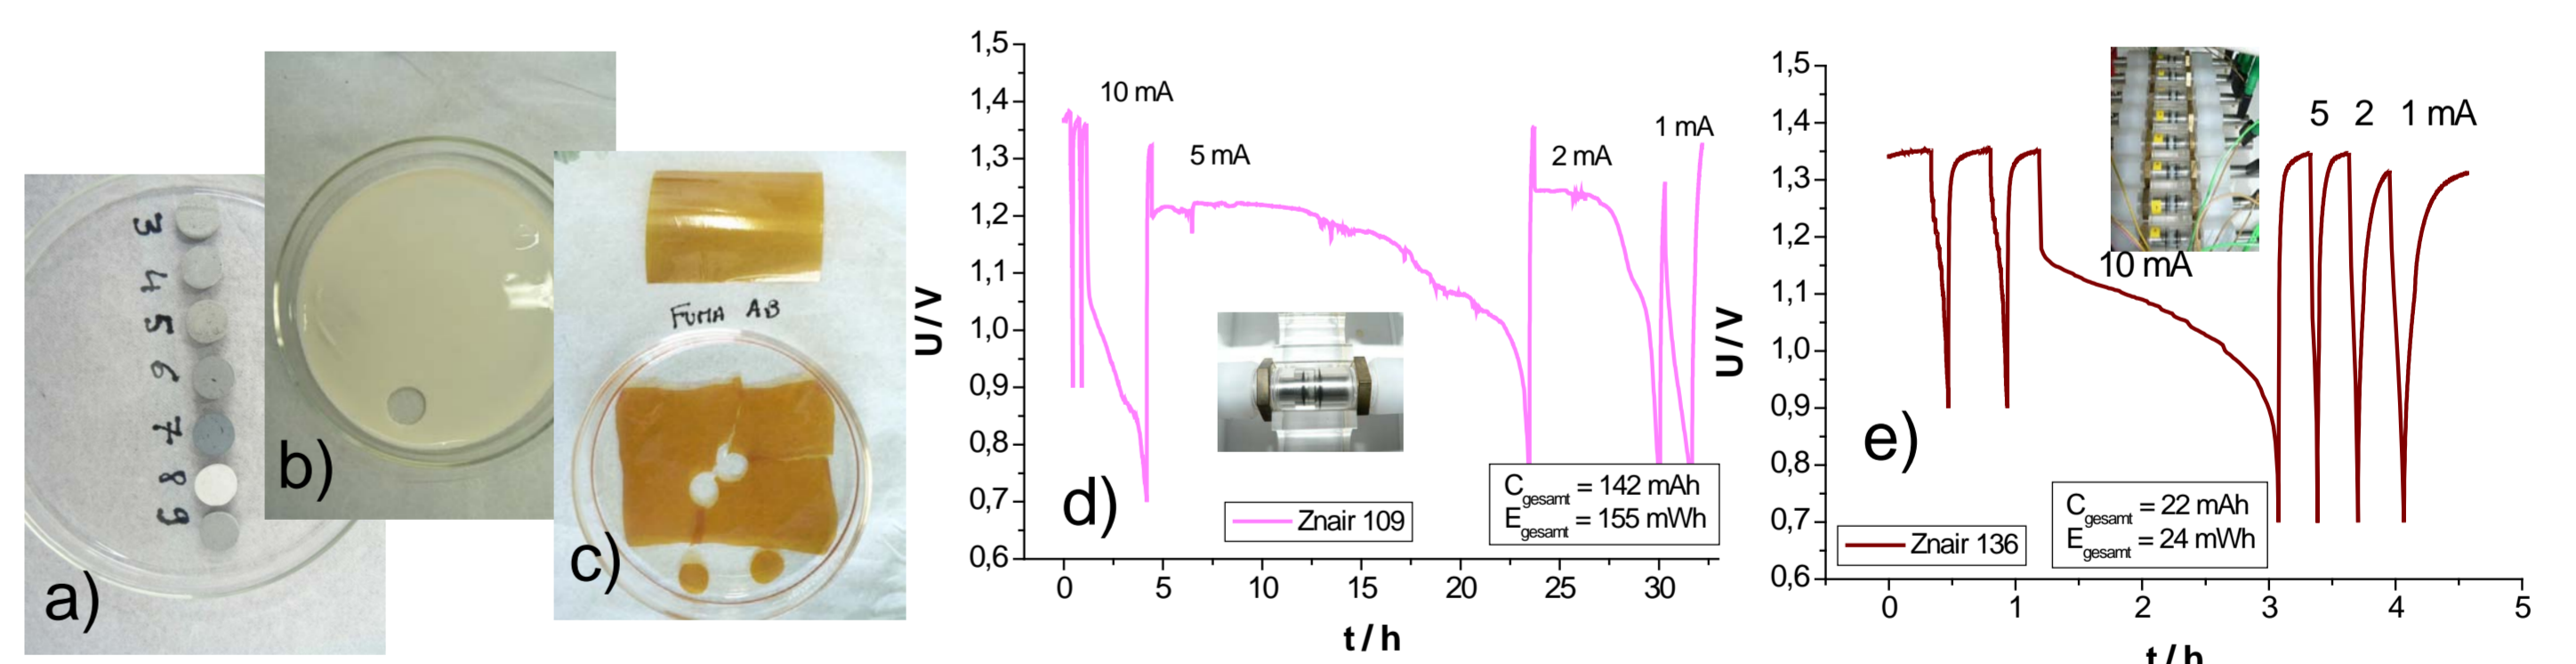 3
4
5
6
7
8
9
a)
b)
FUMA AB
c)
1,5
1,4
1,3
1,2
1,1
1,0
0,9
0,8
0,7
0,6
U / V
0 5 10 15 20 25 30
t / h
10 mA
5 mA
2 mA
1 mA
d)
Znair 109
Cgesamt = 142 mAh
Egesamt = 155 mWh
1,5
1,4
1,3
1,2
1,1
1,0
0,9
0,8
0,7
0,6
U / V
0 1 2 3 4 5
t / h
10 mA
5 2 1 mA
e)
Znair 136
Cgesamt = 22 mAh
Egesamt = 24 mWh